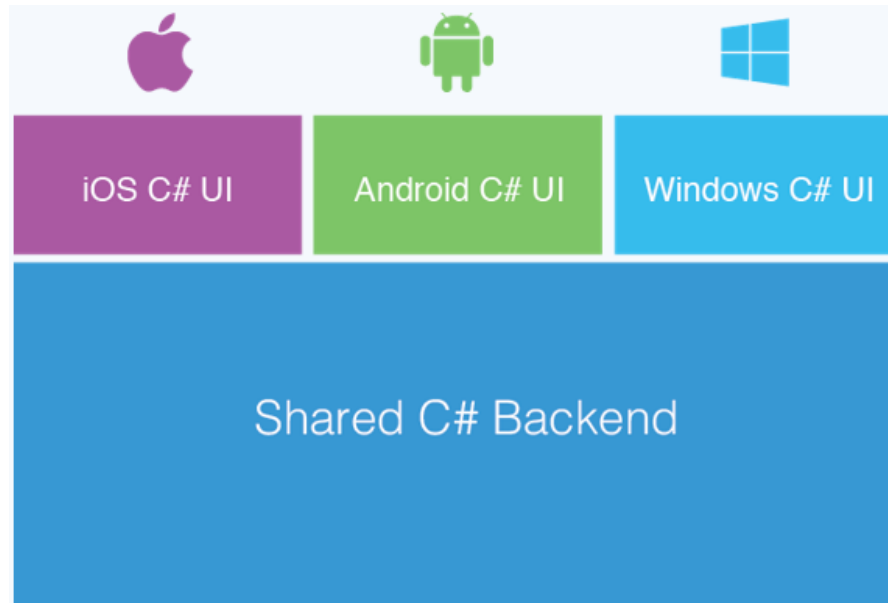 iOS C# UI
Android C# UI
Windows C# UI
Shared C# Backend